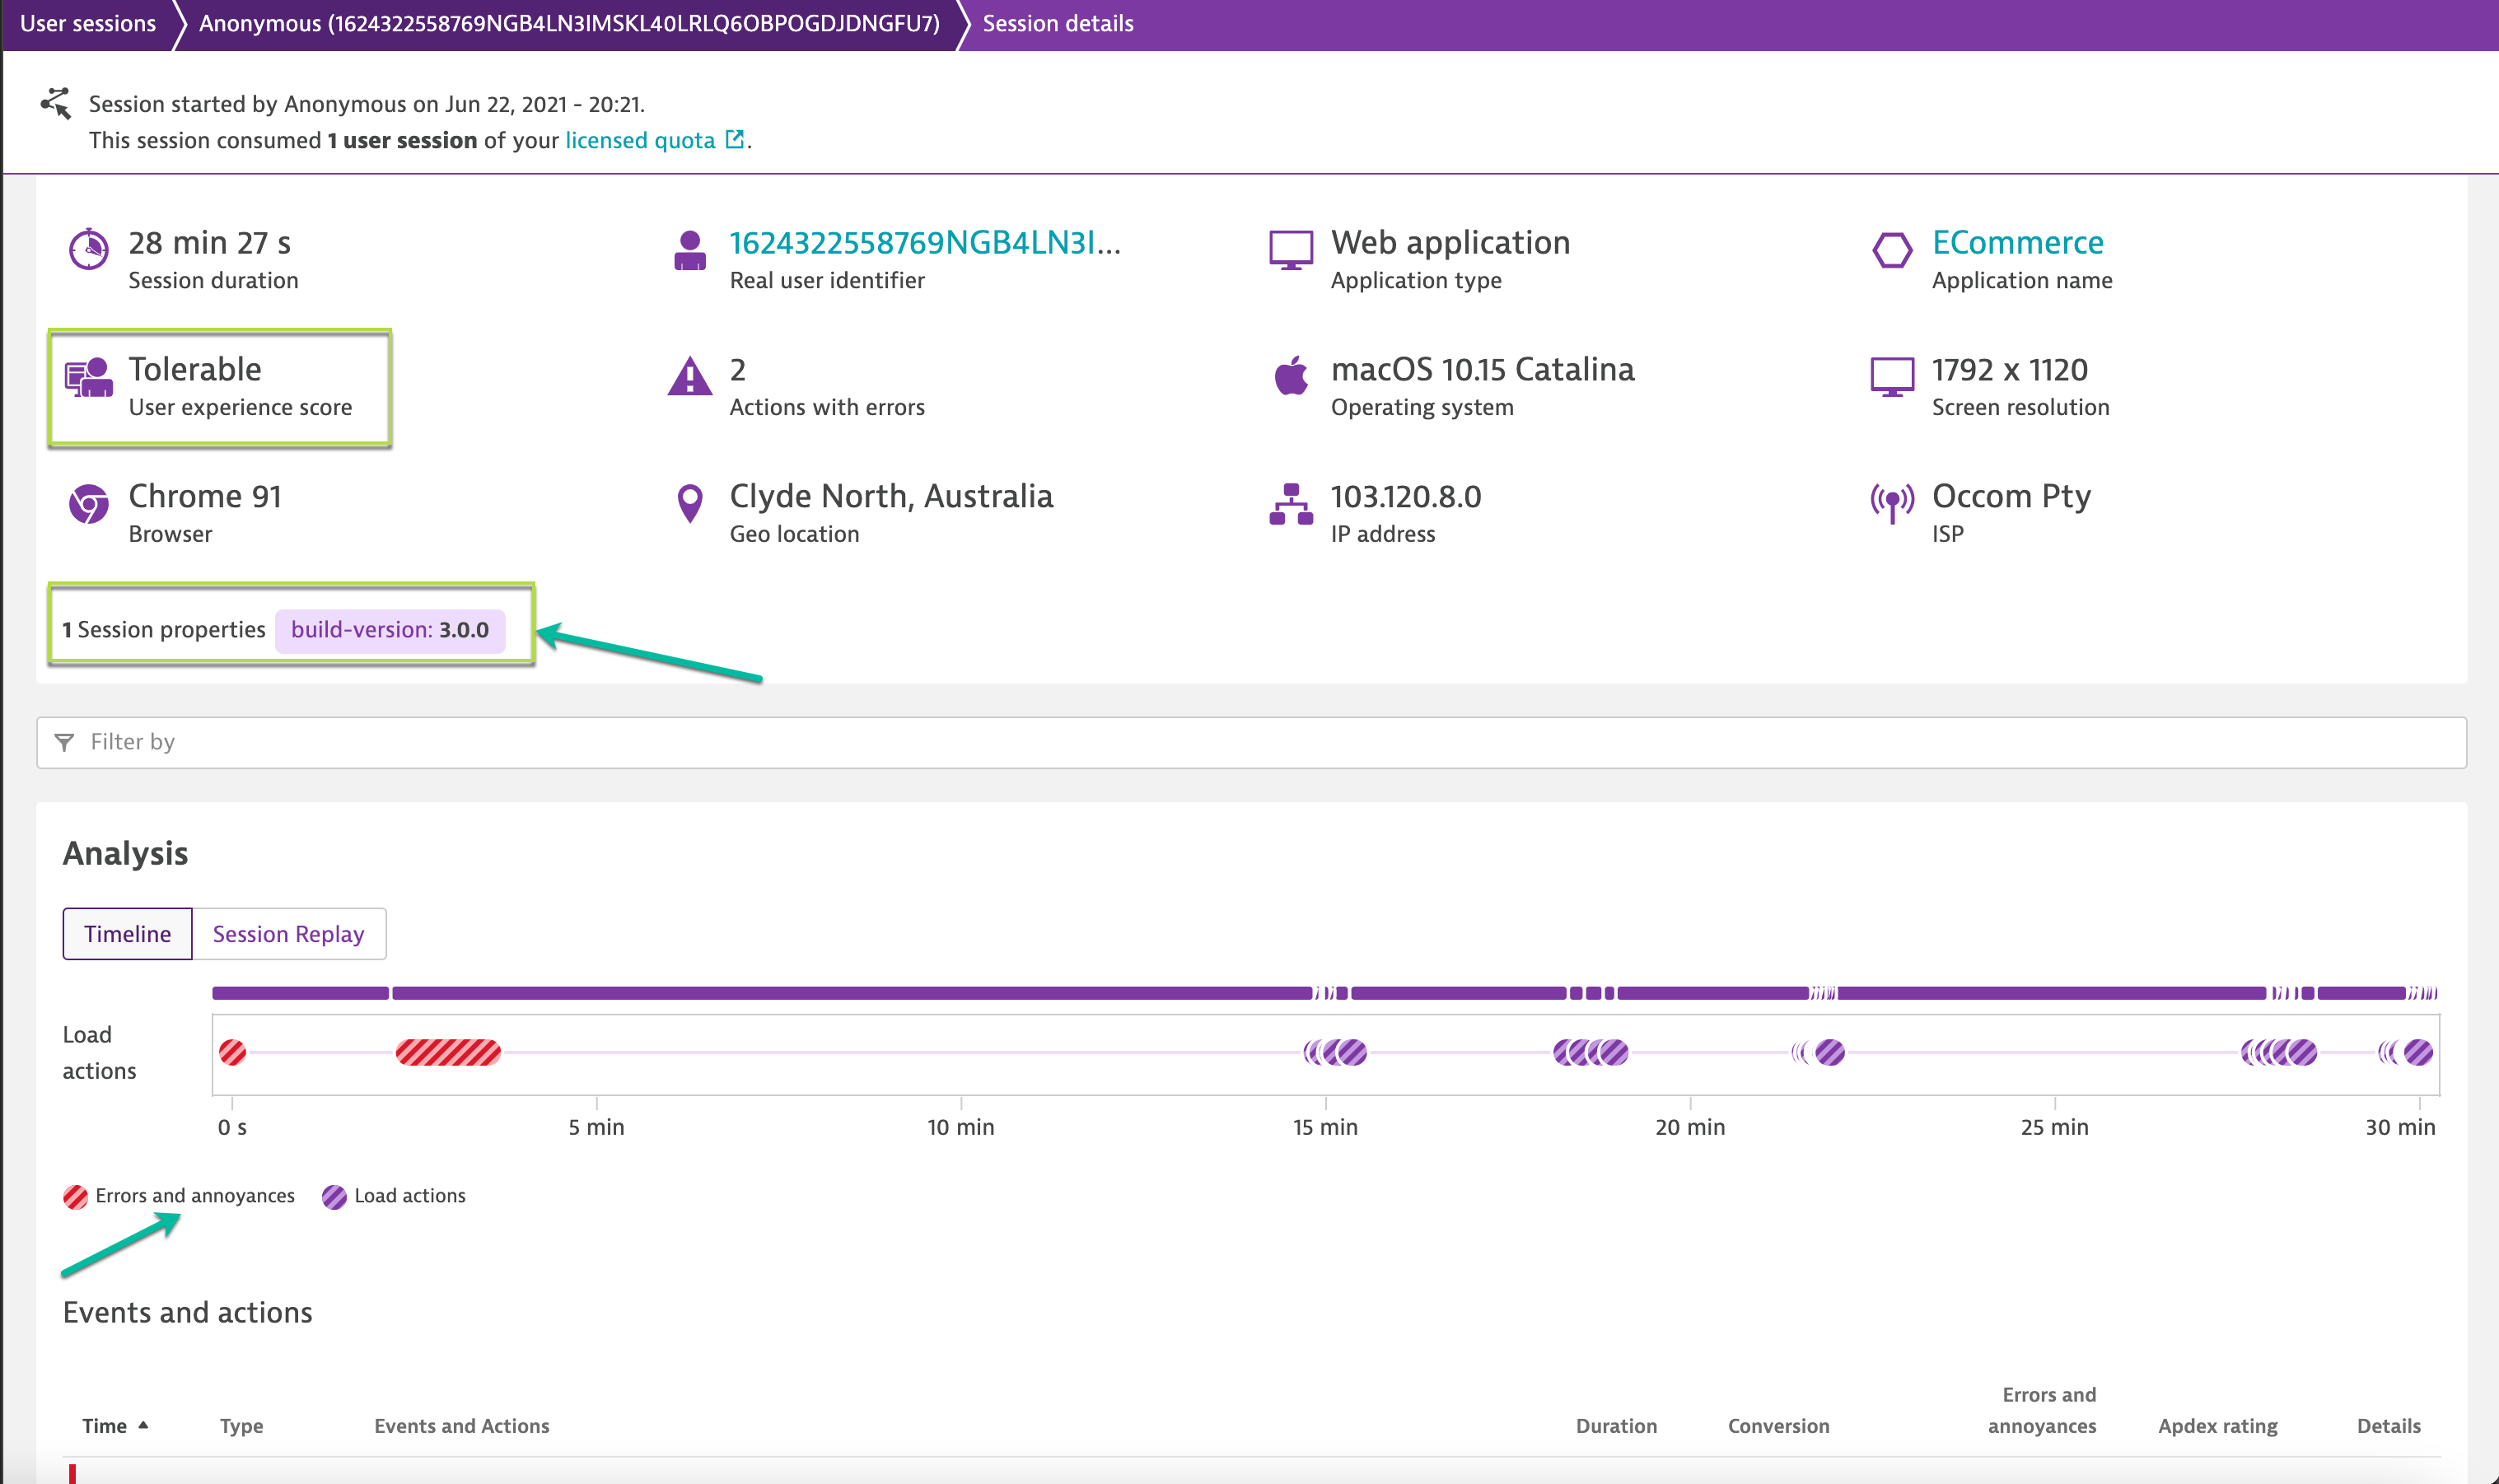 User sessions
Anonymous (1624322558769NGB4LN3IMSKL40LRLQ6OBPOGDJDNGFU7)
Session details
Session started by Anonymous on Jun 22, 2021 - 20:21.
This session consumed 1 user session of your licensed quota .
28 min 27 s
Session duration
1624322558769NGB4LN3I...
Real user identifier
Web application
Application type
ECommerce
Application name
Tolerable
User experience score
2
Actions with errors
macOS 10.15 Catalina
Operating system
1792 x 1120
Screen resolution
Chrome 91
Browser
Clyde North, Australia
Geo location
103.120.8.0
IP address
Occom Pty
ISP
1 Session properties build-version: 3.0.0
Filter by
Analysis
Timeline
Session Replay
Load
actions
0 s
5 min
10 min
15 min
20 min
25 min
30 min
Errors and annoyances
Load actions
Events and actions
Time
Type
Events and Actions
Duration
Conversion
Errors and
annoyances
Apdex rating
Details